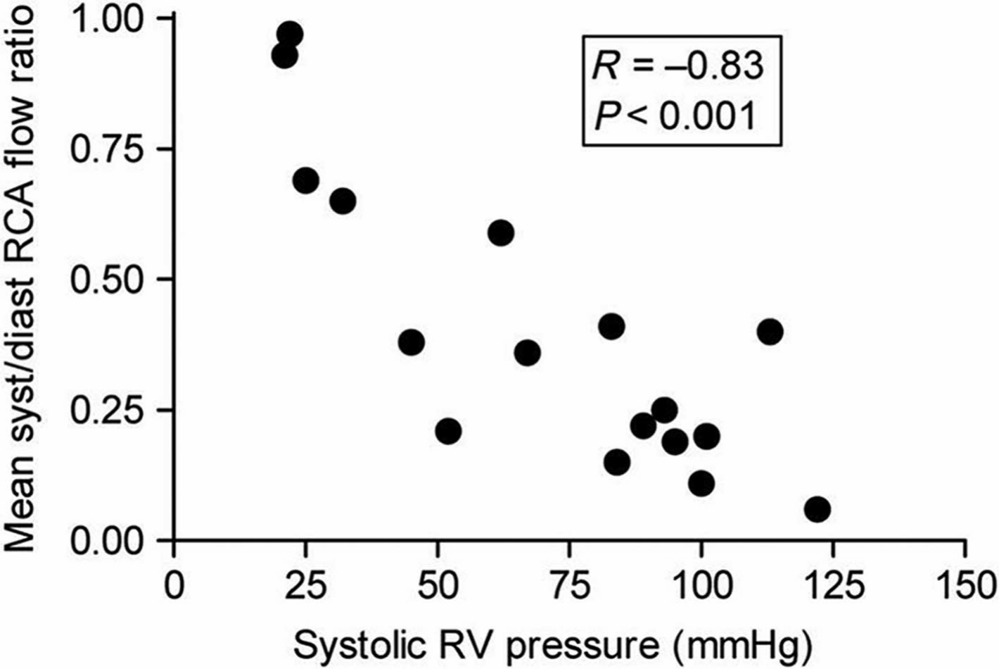 Mean syst/diast RCA flow ratio
1.00
0.75
0.50
0.25
0.00
R = –0.83
P < 0.001
0 25 50 75 100 125 150
Systolic RV pressure (mmHg)